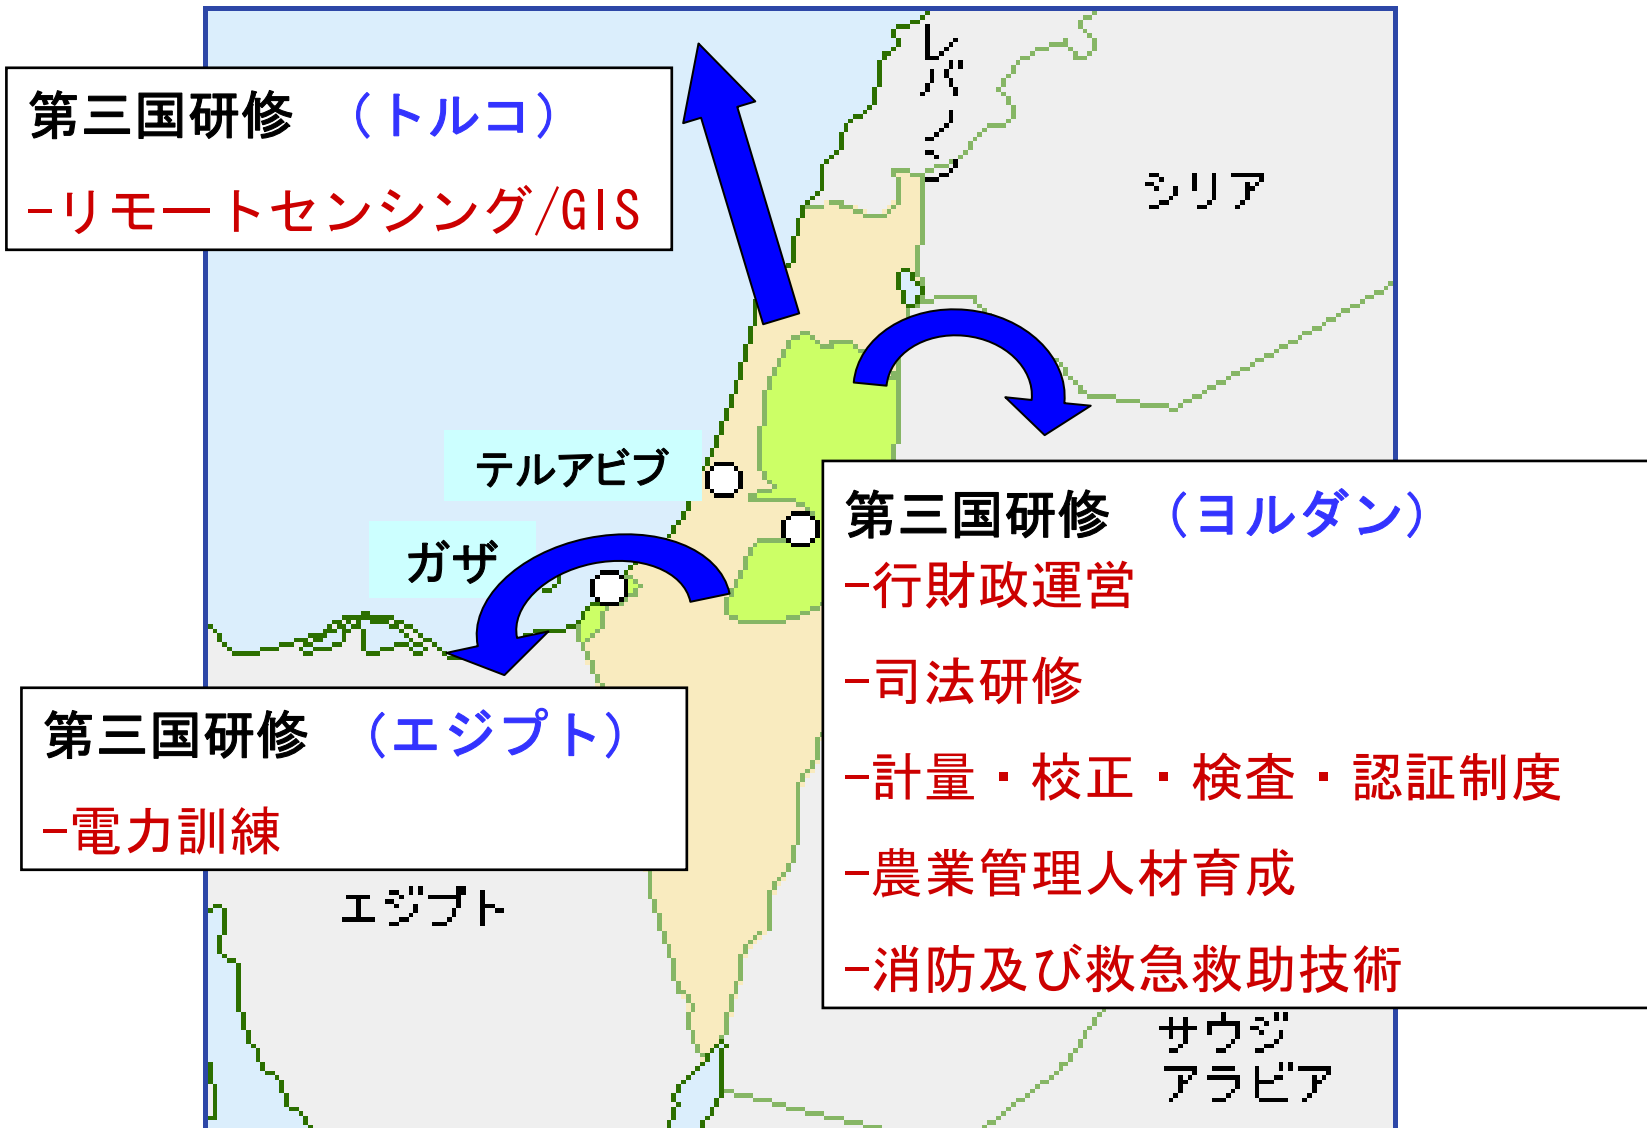 レバノン
第三国研修 （トルコ）
-リモートセンシング/GIS
シリア
テルアビブ
ガザ
第三国研修 （ヨルダン）
-行財政運営
-司法研修
-計量・校正・検査・認証制度
-農業管理人材育成
-消防及び救急救助技術
第三国研修 （エジプト）
-電力訓練
エジプト
サウジ
アラビア